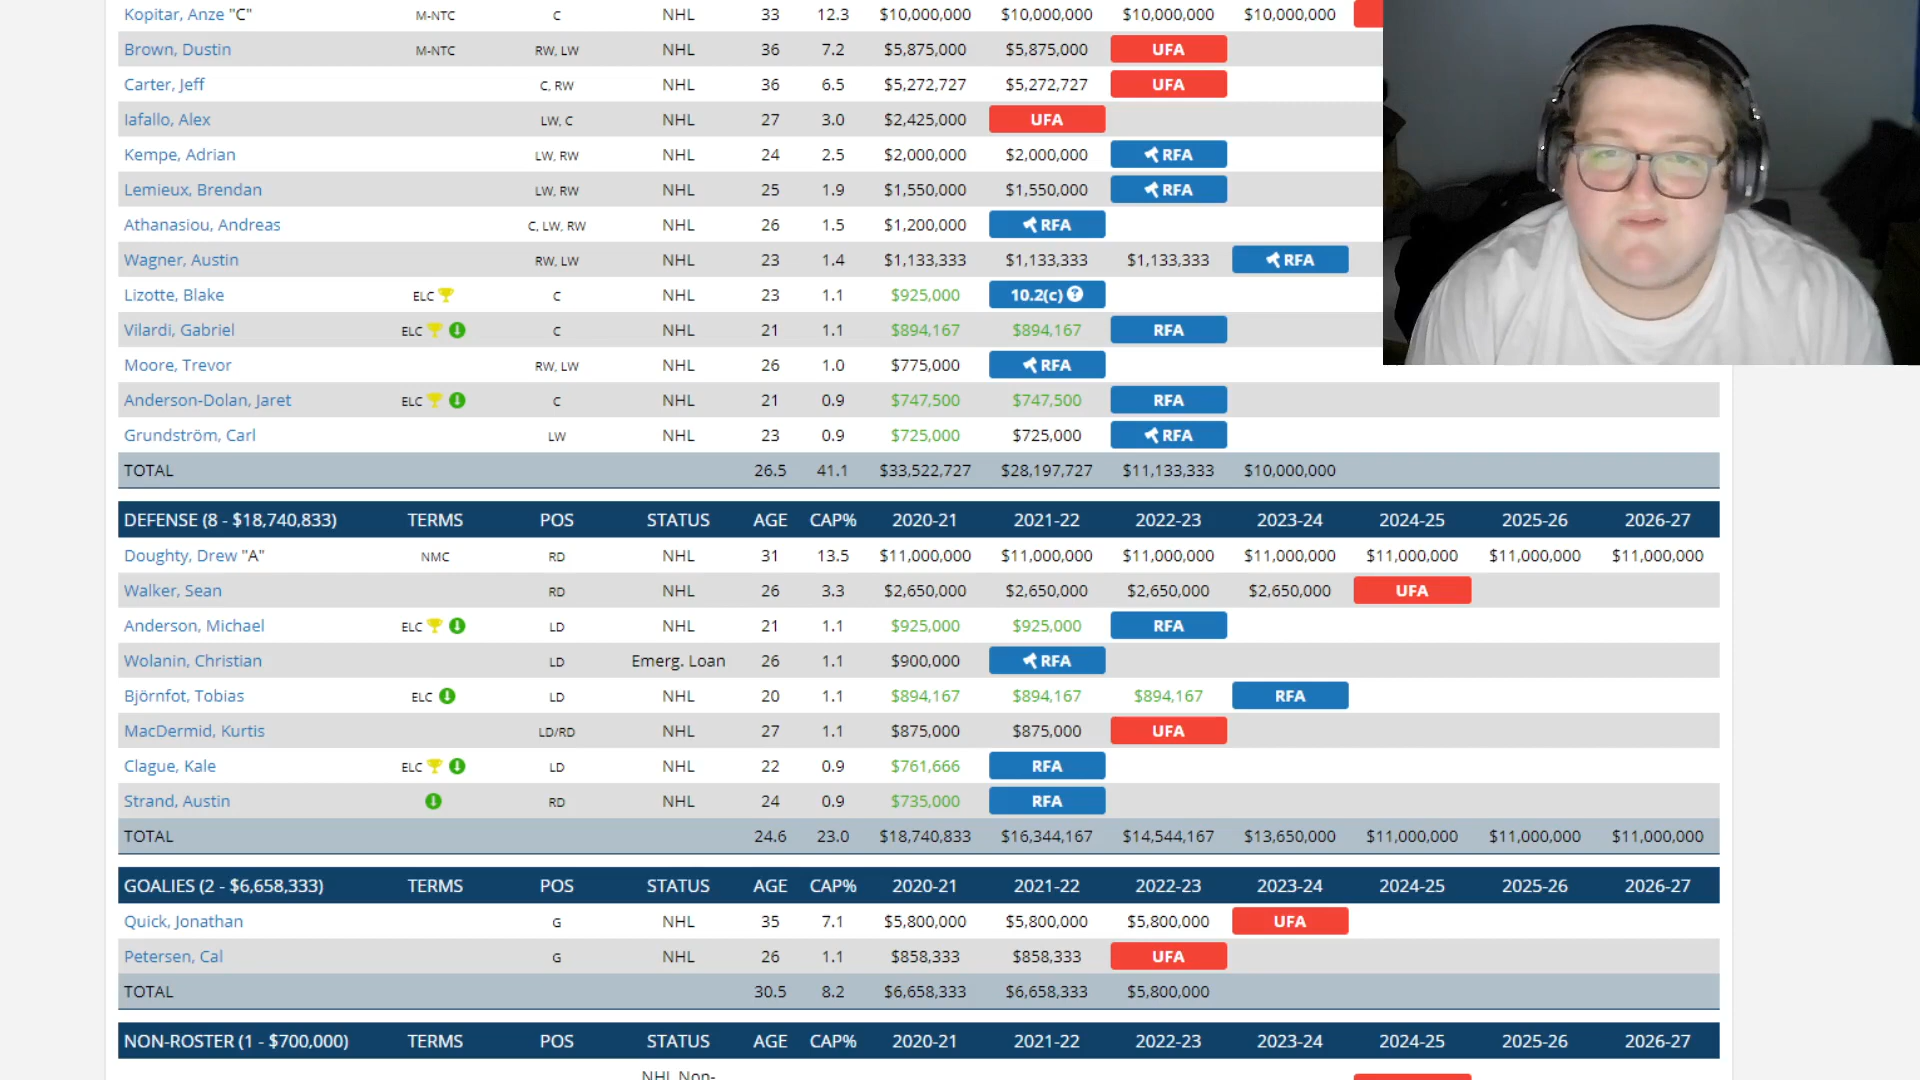 Kopitar, Anze "C" M-NTC C NHL 33 12.3 $10,000,000 $10,000,000 $10,000,000 $10,000,000
Brown, Dustin M-NTC RW, LW NHL 36 7.2 $5,875,000 $5,875,000 UFA
Carter, Jeff C, RW NHL 36 6.5 $5,272,727 $5,272,727 UFA
Iafallo, Alex LW, C NHL 27 3.0 $2,425,000 UFA
Kempe, Adrian LW, RW NHL 24 2.5 $2,000,000 $2,000,000 RFA
Lemieux, Brendan LW, RW NHL 25 1.9 $1,550,000 $1,550,000 RFA
Athanasiou, Andreas C, LW, RW NHL 26 1.5 $1,200,000 RFA
Wagner, Austin RW, LW NHL 23 1.4 $1,133,333 $1,133,333 $1,133,333 RFA
Lizotte, Blake ELC C NHL 23 1.1 $925,000 10.2(c) ?
Vilardi, Gabriel ELC C NHL 21 1.1 $894,167 $894,167 RFA
Moore, Trevor RW, LW NHL 26 1.0 $775,000 RFA
Anderson-Dolan, Jaret ELC C NHL 21 0.9 $747,500 $747,500 RFA
Grundström, Carl LW NHL 23 0.9 $725,000 $725,000 RFA
TOTAL 26.5 41.1 $33,522,727 $28,197,727 $11,133,333 $10,000,000
DEFENSE (8 - $18,740,833) TERMS POS STATUS AGE CAP% 2020-21 2021-22 2022-23 2023-24 2024-25 2025-26 2026-27
Doughty, Drew "A" NMC RD NHL 31 13.5 $11,000,000 $11,000,000 $11,000,000 $11,000,000 $11,000,000 $11,000,000 $11,000,000
Walker, Sean RD NHL 26 3.3 $2,650,000 $2,650,000 $2,650,000 $2,650,000 UFA
Anderson, Michael ELC LD NHL 21 1.1 $925,000 $925,000 RFA
Wolanin, Christian LD Emerg. Loan 26 1.1 $900,000 RFA
Björnfot, Tobias ELC LD NHL 20 1.1 $894,167 $894,167 $894,167 RFA
MacDermid, Kurtis LD/RD NHL 27 1.1 $875,000 $875,000 UFA
Clague, Kale ELC LD NHL 22 0.9 $761,666 RFA
Strand, Austin RD NHL 24 0.9 $735,000 RFA
TOTAL 24.6 23.0 $18,740,833 $16,344,167 $14,544,167 $13,650,000 $11,000,000 $11,000,000 $11,000,000
GOALIES (2 - $6,658,333) TERMS POS STATUS AGE CAP% 2020-21 2021-22 2022-23 2023-24 2024-25 2025-26 2026-27
Quick, Jonathan G NHL 35 7.1 $5,800,000 $5,800,000 $5,800,000 UFA
Petersen, Cal G NHL 26 1.1 $858,333 $858,333 UFA
TOTAL 30.5 8.2 $6,658,333 $6,658,333 $5,800,000
NON-ROSTER (1 - $700,000) TERMS POS STATUS AGE CAP% 2020-21 2021-22 2022-23 2023-24 2024-25 2025-26 2026-27
NHL Non-